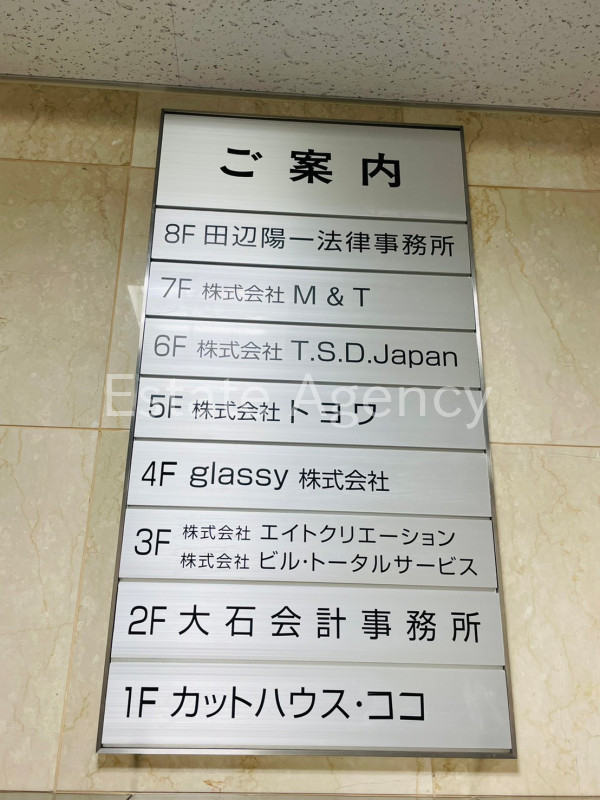 ご案内
8F 田辺陽一法律事務所
7F 株式会社 M & T
6F 株式会社 T.S.D.Japan
Estate Agency
5F 株式会社 トヨワ
4F glassy 株式会社
3F 株式会社 エイトクリエーション
株式会社 ビル・トータルサービス
2F 大石会計事務所
1F カットハウス・ココ